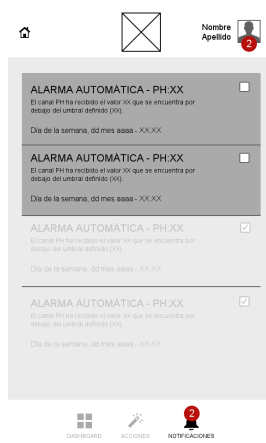 Nombre
Apellido
2
ALARMA AUTOMÁTICA - PH:XX
El canal PH ha recibido el valor XX que se encuentra por
debajo del umbral definido (XX).
Día de la semana, dd mes aaaa - XX:XX
ALARMA AUTOMÁTICA - PH:XX
El canal PH ha recibido el valor XX que se encuentra por
debajo del umbral definido (XX).
Día de la semana, dd mes aaaa - XX:XX
ALARMA AUTOMÁTICA - PH:XX
El canal PH ha recibido el valor XX que se encuentra por
debajo del umbral definido (XX).
Día de la semana, dd mes aaaa - XX:XX
ALARMA AUTOMÁTICA - PH:XX
El canal PH ha recibido el valor XX que se encuentra por
debajo del umbral definido (XX).
Día de la semana, dd mes aaaa - XX:XX
2
DASHBOARD ACCIONES NOTIFICACIONES